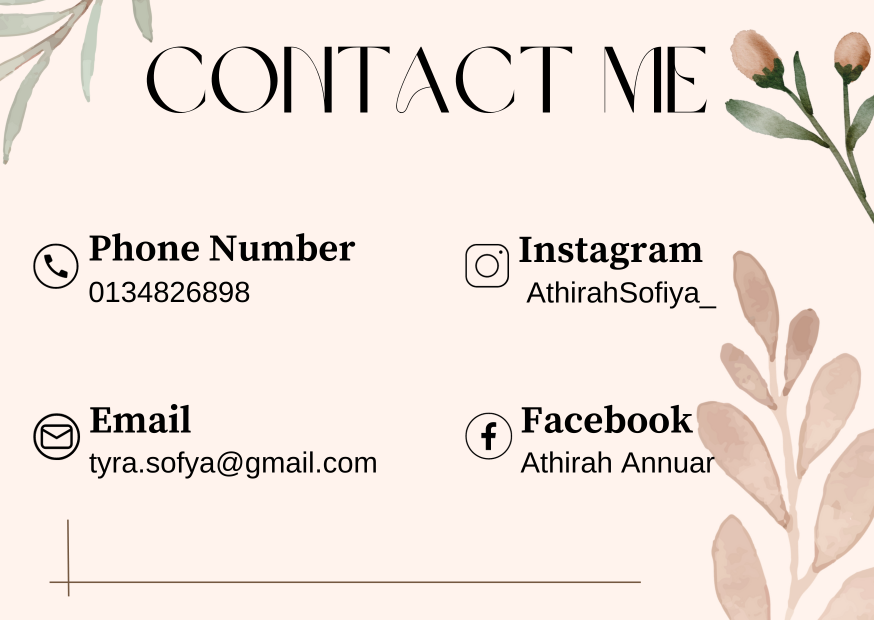 CONTACT ME
Phone Number
0134826898
Instagram
AthirahSofiya_
Email
tyra.sofya@gmail.com
Facebook
Athirah Annuar